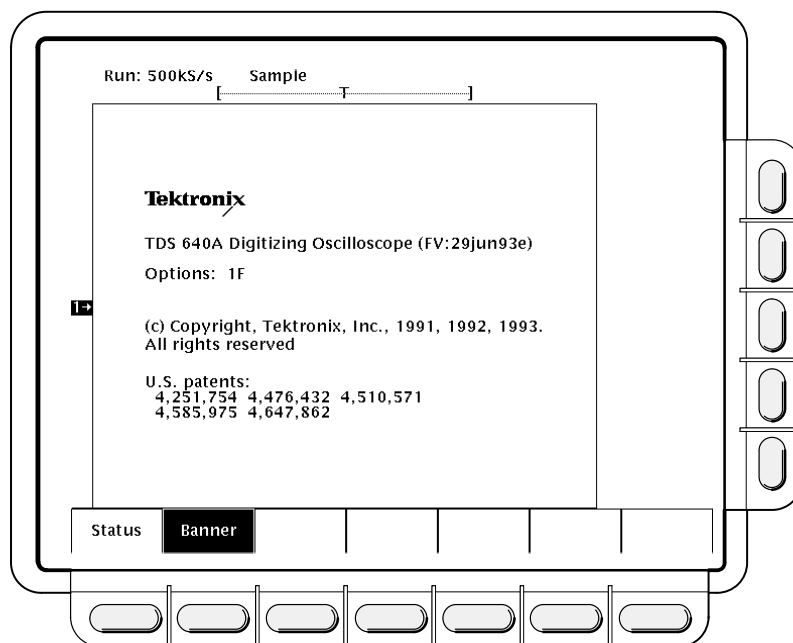 Run: 500kS/s Sample
[ T ]
Tektronix
TDS 640A Digitizing Oscilloscope (FV:29jun93e)
Options: 1F
1→
(c) Copyright, Tektronix, Inc., 1991, 1992, 1993.
All rights reserved
U.S. patents:
4,251,754 4,476,432 4,510,571
4,585,975 4,647,862
Status Banner